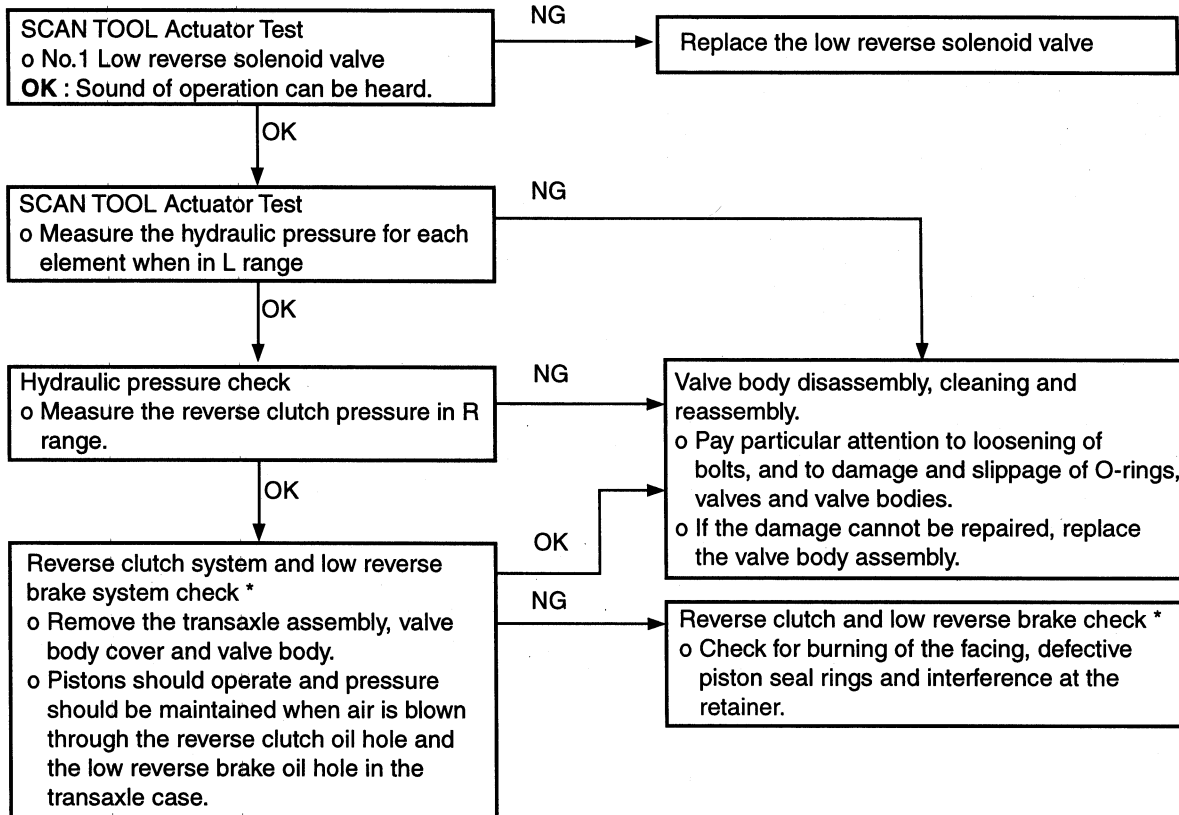 SCAN TOOL Actuator Test
o No.1 Low reverse solenoid valve
OK : Sound of operation can be heard.
NG
Replace the low reverse solenoid valve
OK
SCAN TOOL Actuator Test
o Measure the hydraulic pressure for each
element when in L range
NG
OK
Hydraulic pressure check
o Measure the reverse clutch pressure in R
range.
NG
Valve body disassembly, cleaning and
reassembly.
o Pay particular attention to loosening of
bolts, and to damage and slippage of O-rings,
valves and valve bodies.
o If the damage cannot be repaired, replace
the valve body assembly.
OK
Reverse clutch system and low reverse
brake system check *
o Remove the transaxle assembly, valve
body cover and valve body.
o Pistons should operate and pressure
should be maintained when air is blown
through the reverse clutch oil hole and
the low reverse brake oil hole in the
transaxle case.
OK
NG
Reverse clutch and low reverse brake check *
o Check for burning of the facing, defective
piston seal rings and interference at the
retainer.